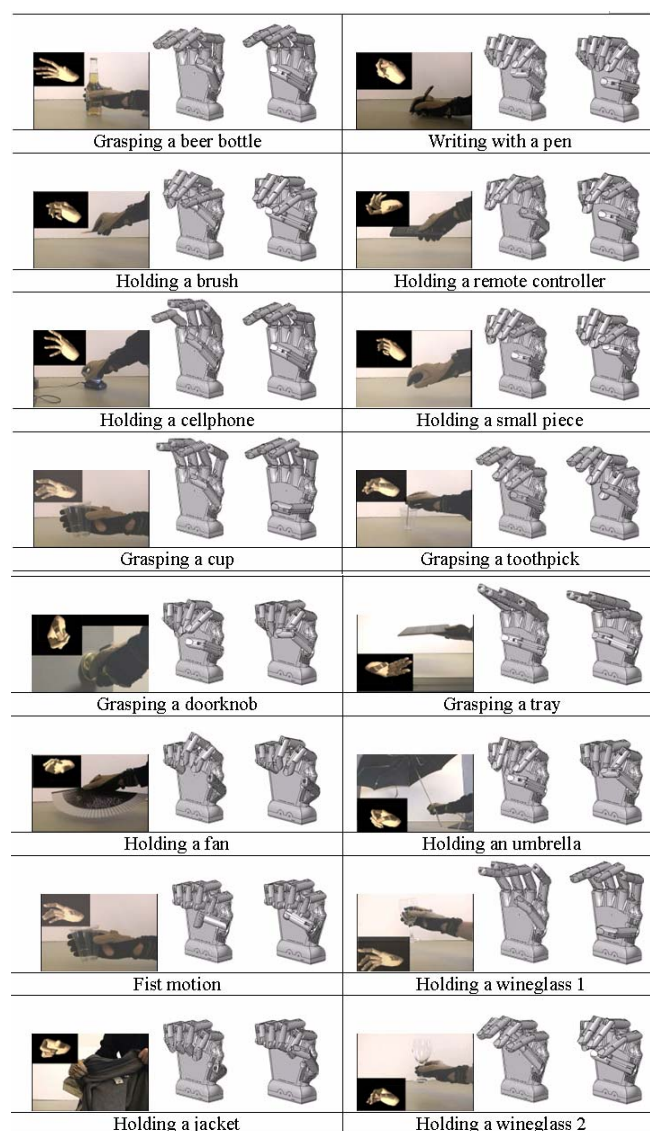 Grasping a beer bottle
Writing with a pen
Holding a brush
Holding a remote controller
Holding a cellphone
Holding a small piece
Grasping a cup
Grapsing a toothpick
Grasping a doorknob
Grasping a tray
Holding a fan
Holding an umbrella
Fist motion
Holding a wineglass 1
Holding a jacket
Holding a wineglass 2